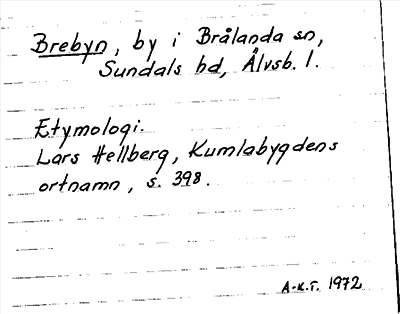 Brebyn, by i Brålanda sn,
Sundals hd, Älvsb. l.
Etymologi:
Lars Hellberg, Kumlabygdens
ortnamn, s. 398.
A-K.T. 1972